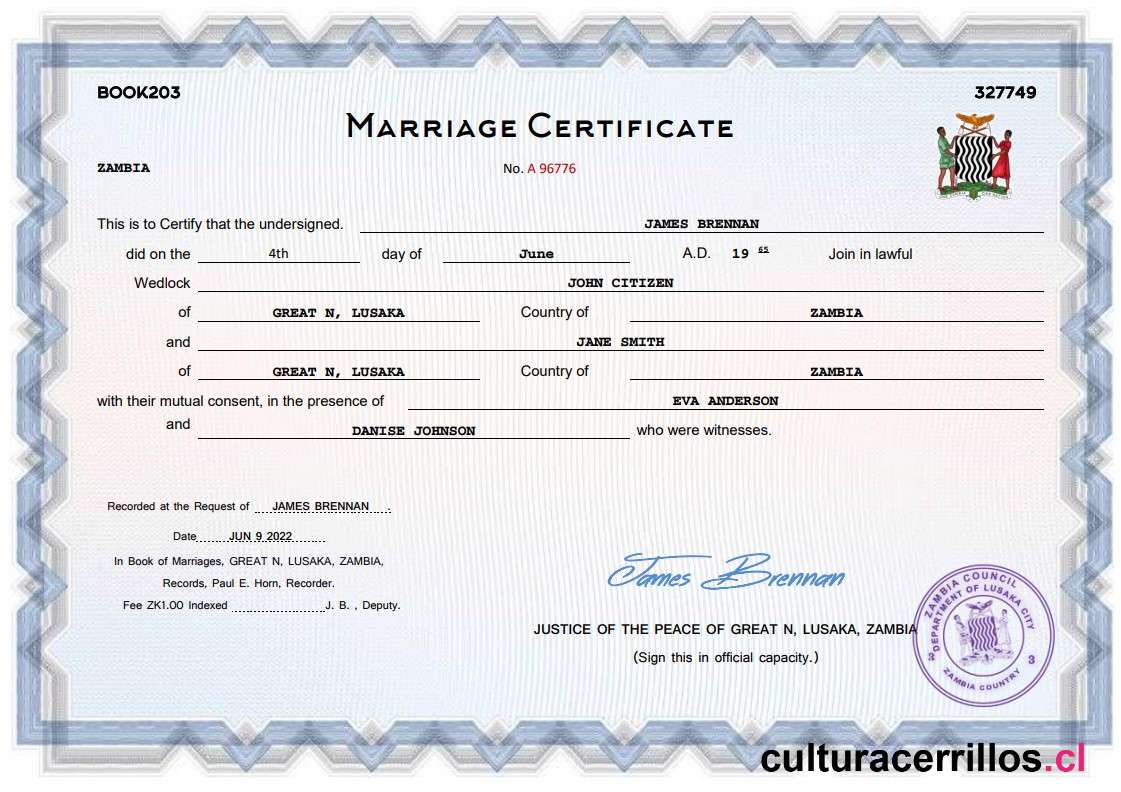 BOOK203 327749
MARRIAGE CERTIFICATE
ZAMBIA No. A 96776
This is to Certify that the undersigned. JAMES BRENNAN
did on the 4th day of June A.D. 19 65 Join in lawful
Wedlock JOHN CITIZEN
of GREAT N, LUSAKA Country of ZAMBIA
and JANE SMITH
of GREAT N, LUSAKA Country of ZAMBIA
with their mutual consent, in the presence of EVA ANDERSON
and DANISE JOHNSON who were witnesses.
Recorded at the Request of JAMES BRENNAN .
Date JUN 9 2022
In Book of Marriages, GREAT N, LUSAKA, ZAMBIA,
Records, Paul E. Horn, Recorder.
Fee ZK1.00 Indexed J. B. , Deputy.
James Brennan
JUSTICE OF THE PEACE OF GREAT N, LUSAKA, ZAMBIA
(Sign this in official capacity.)
ZAMBIA COUNCIL
DEPARTMENT OF LUSAKA CITY
3 3
ZAMBIA COUNTRY
culturacerrillos.cl